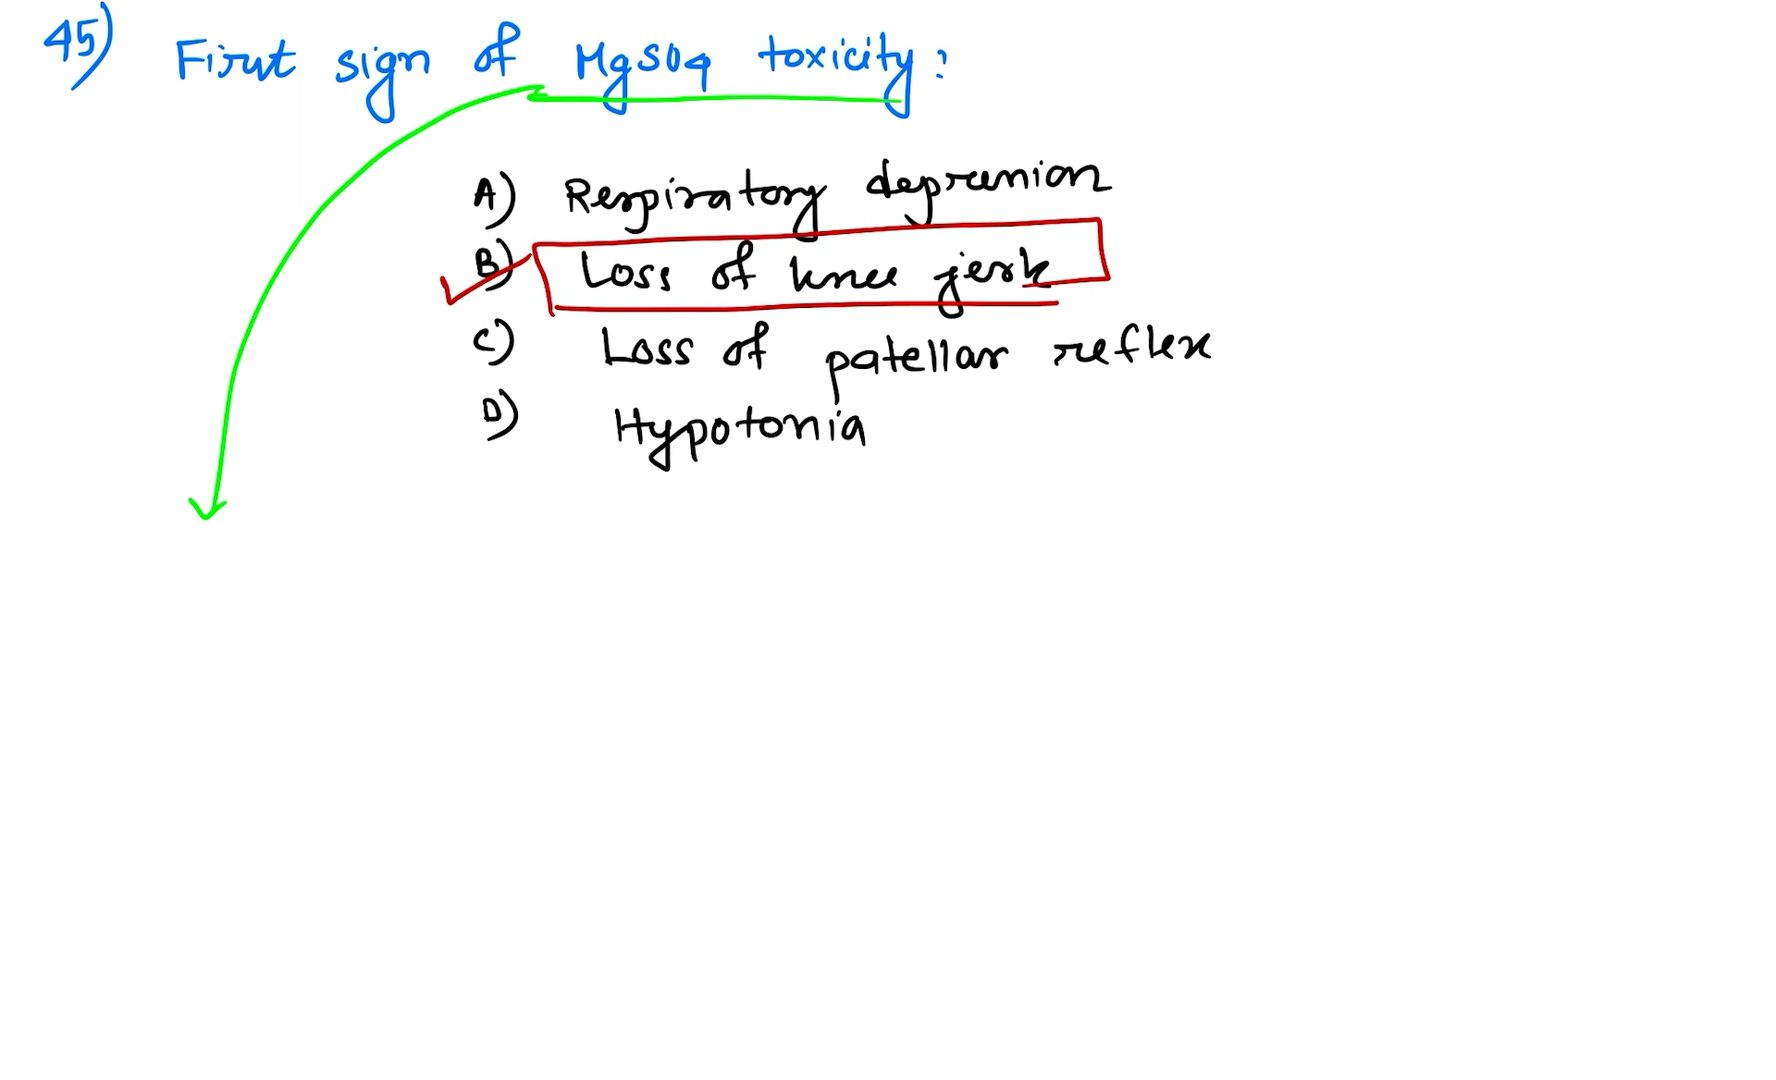 45) First sign of MgSO4 toxicity?
A) Respiratory depression
B) Loss of knee jerk
C) Loss of patellar reflex
D) Hypotonia